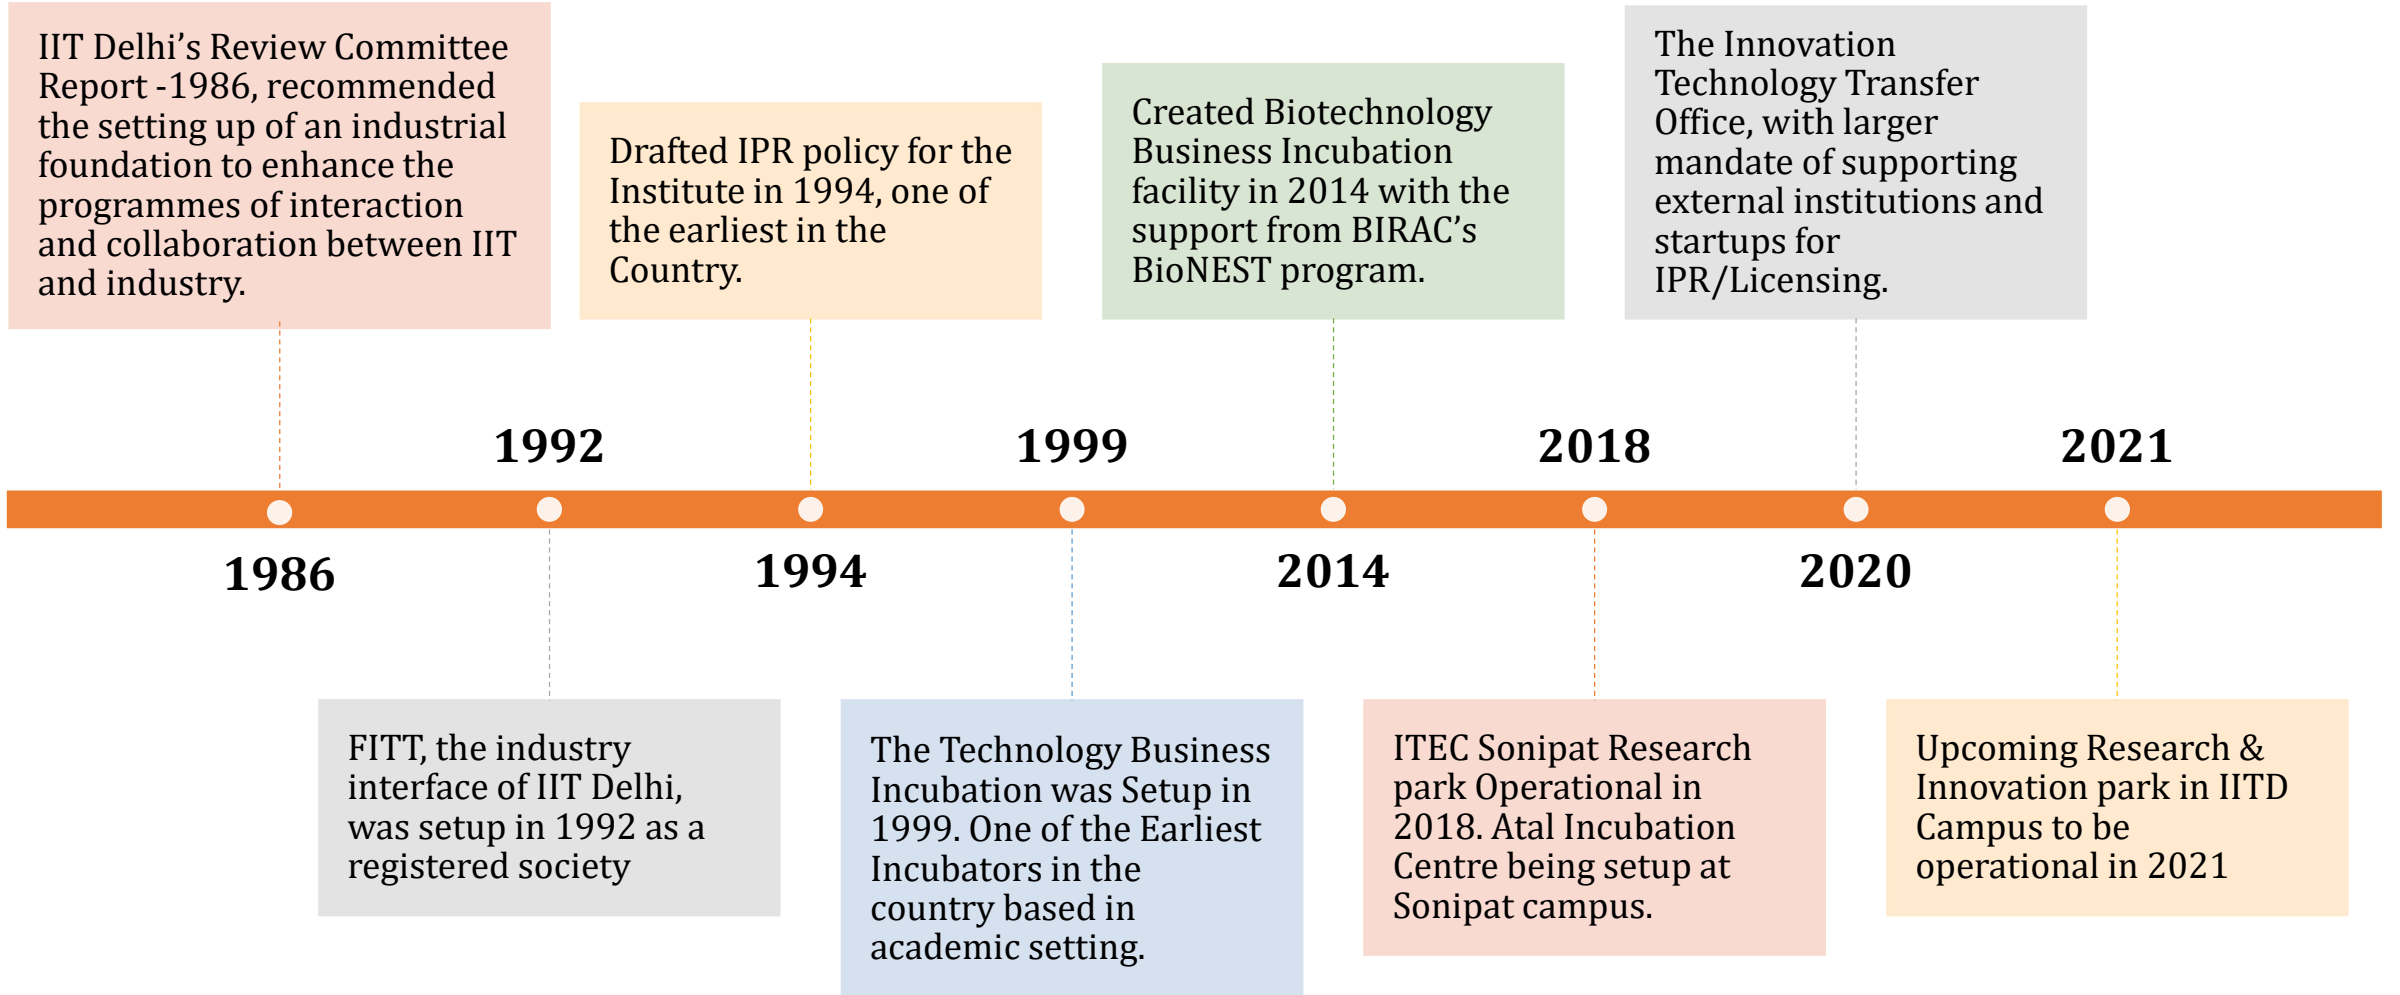 IIT Delhi’s Review Committee
Report -1986, recommended
the setting up of an industrial
foundation to enhance the
programmes of interaction
and collaboration between IIT
and industry.
Drafted IPR policy for the
Institute in 1994, one of
the earliest in the
Country.
Created Biotechnology
Business Incubation
facility in 2014 with the
support from BIRAC’s
BioNEST program.
The Innovation
Technology Transfer
Office, with larger
mandate of supporting
external institutions and
startups for
IPR/Licensing.
1992
1999
2018
2021
1986
1994
2014
2020
FITT, the industry
interface of IIT Delhi,
was setup in 1992 as a
registered society
The Technology Business
Incubation was Setup in
1999. One of the Earliest
Incubators in the
country based in
academic setting.
ITEC Sonipat Research
park Operational in
2018. Atal Incubation
Centre being setup at
Sonipat campus.
Upcoming Research &
Innovation park in IITD
Campus to be
operational in 2021